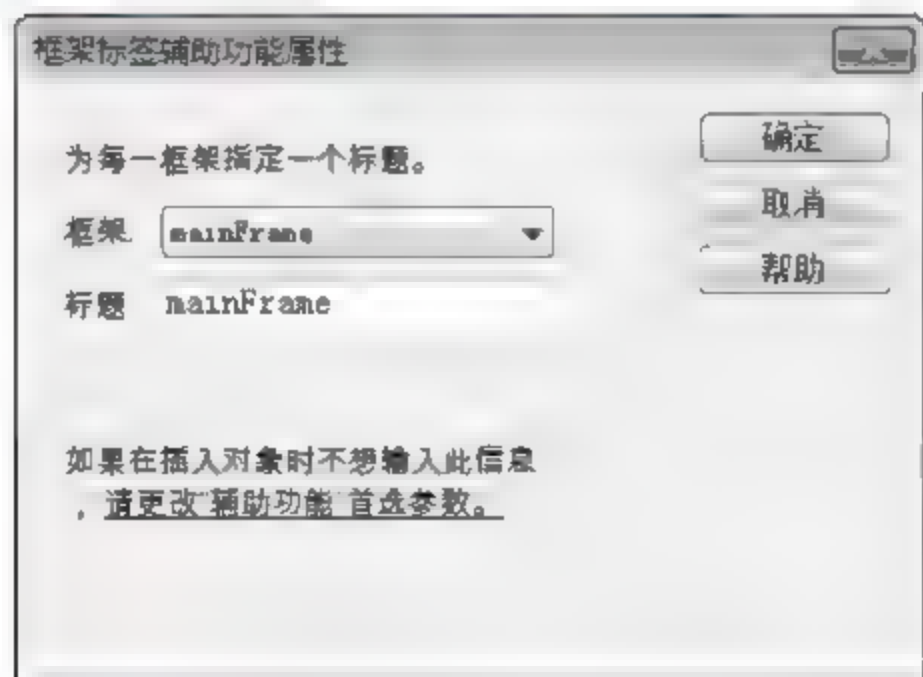 框架标签辅助功能属性
为每一框架指定一个标题。
确定
取消
帮助
框架
mainFrame
标题
mainFrame
如果在插入对象时不想输入此信息
,请更改"辅助功能"首选参数。